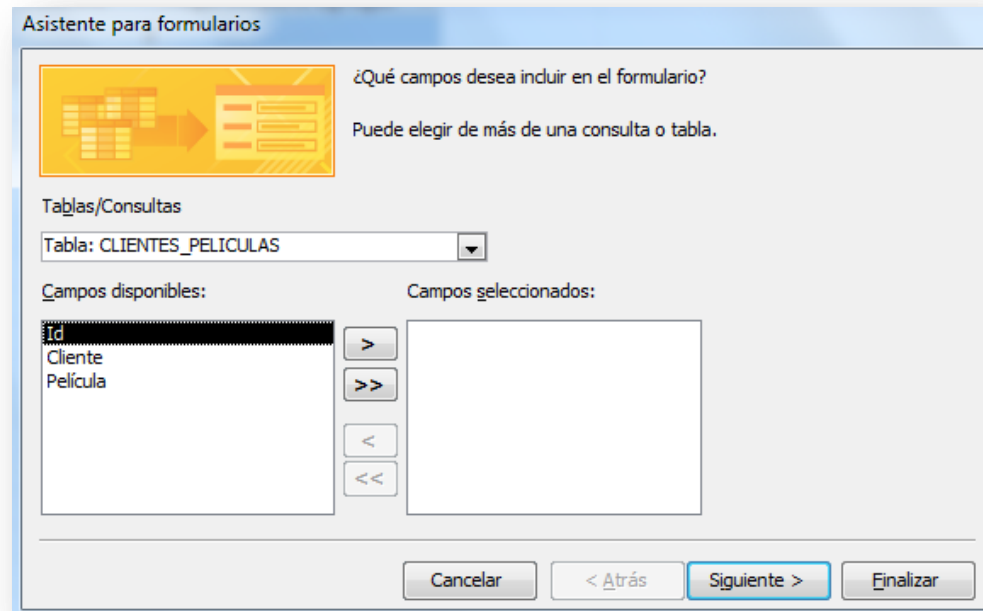 Asistente para formularios
¿Qué campos desea incluir en el formulario?
Puede elegir de más de una consulta o tabla.
Tablas/Consultas
Tabla: CLIENTES_PELICULAS
Campos disponibles:
Campos seleccionados:
Id
Cliente
Película
>
>>
<
<<
Cancelar
< Atrás
Siguiente >
Finalizar